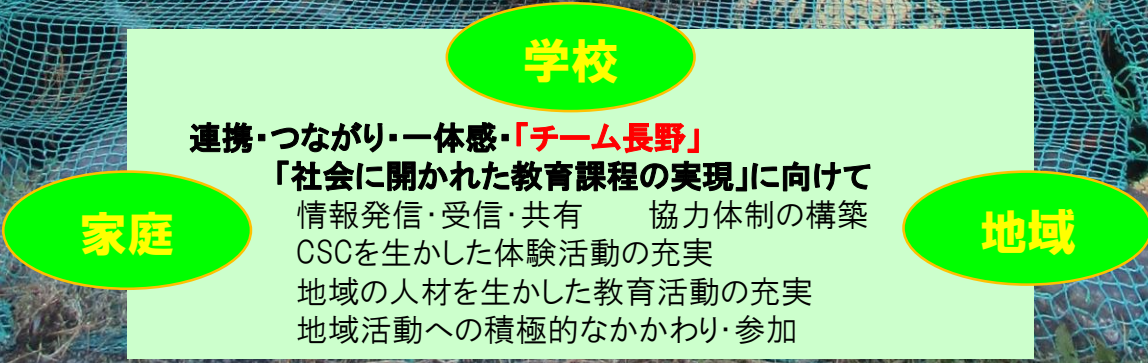 学校
連携・つながり・一体感・「チーム長野」
「社会に開かれた教育課程の実現」に向けて
情報発信・受信・共有　　協力体制の構築
CSCを生かした体験活動の充実
地域の人材を生かした教育活動の充実
地域活動への積極的なかかわり・参加
家庭
地域